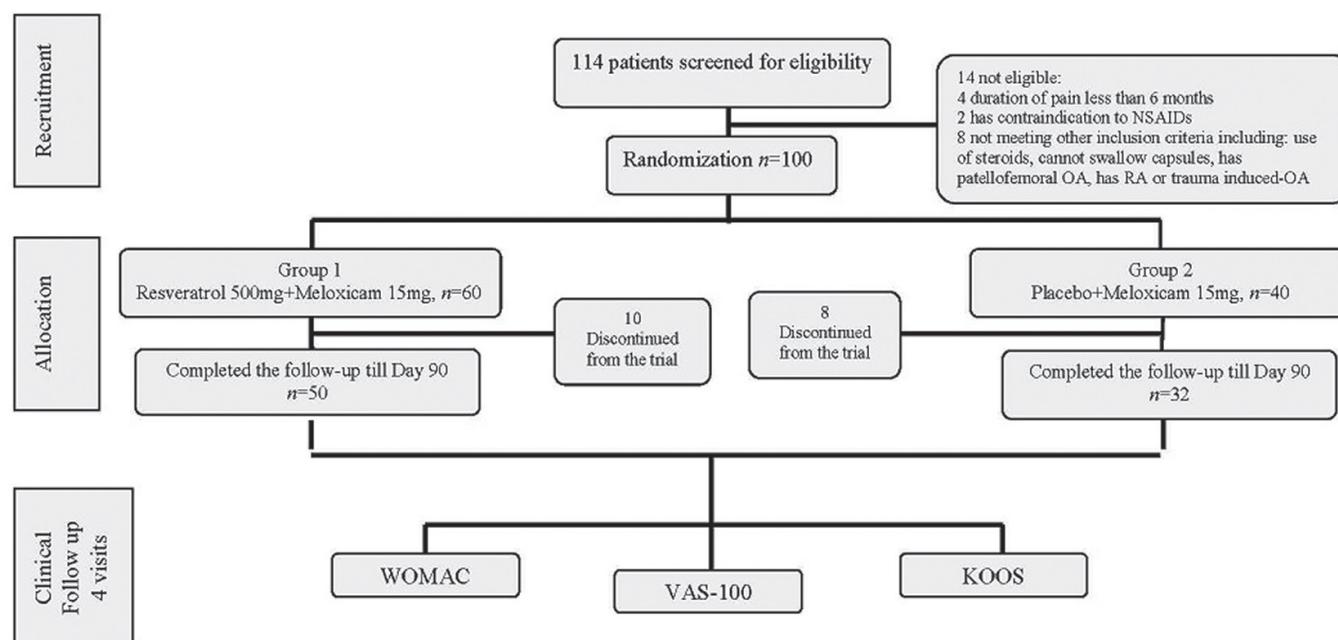 Recruitment
114 patients screened for eligibility
14 not eligible:
4 duration of pain less than 6 months
2 has contraindication to NSAIDs
8 not meeting other inclusion criteria including: use
of steroids, cannot swallow capsules, has
patellofemoral OA, has RA or trauma induced-OA
Randomization n=100
Allocation
Group 1
Resveratrol 500mg+Meloxicam 15mg, n=60
Group 2
Placebo+Meloxicam 15mg, n=40
10
Discontinued
from the trial
8
Discontinued
from the trial
Completed the follow-up till Day 90
n=50
Completed the follow-up till Day 90
n=32
Clinical
Follow up
4 visits
WOMAC
VAS-100
KOOS